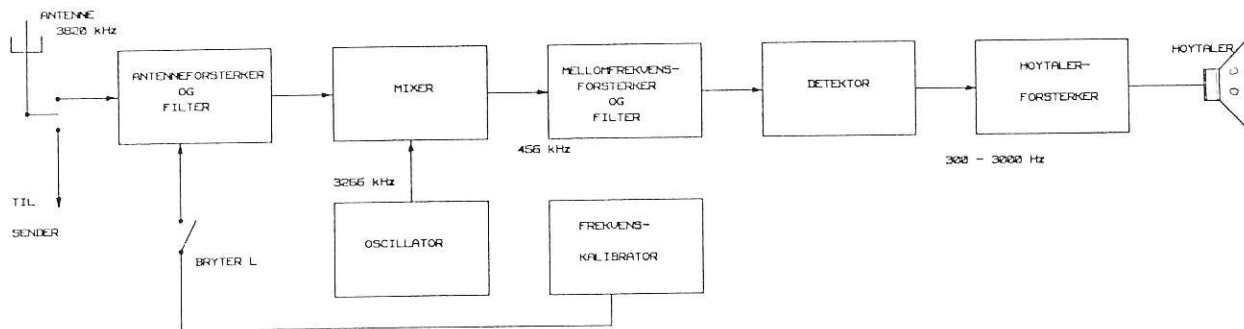 ANTENNE
3820 kHz
ANTENNEFORSTERKER
OG
FILTER
MIXER
MELLOMFREKVENS-
FORSTERKER
OG
FILTER
DETEKTOR
HOYTALER-
FORSTERKER
HOYTALER
456 kHz
300 - 3000 Hz
3266 kHz
TIL
SENDER
BRYTER L
OSCILLATOR
FREKVENS-
KALIBRATOR